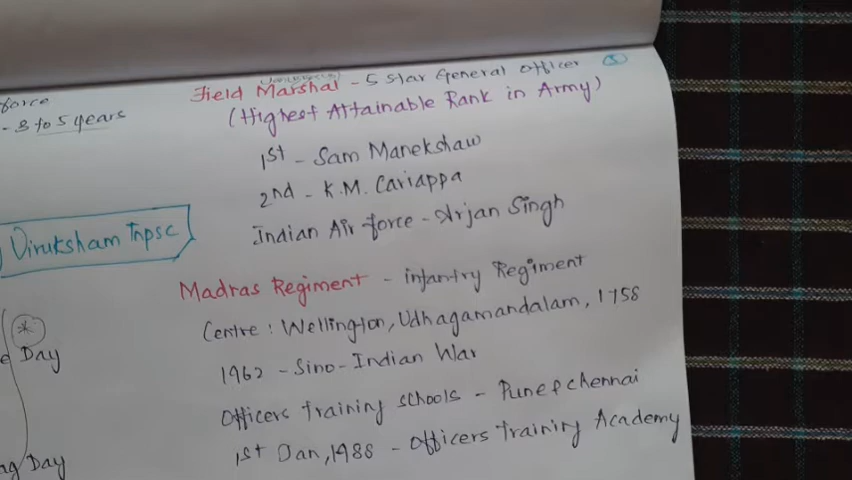 force
- 3 to 5 years
Viruksham Tnpsc
*
Day
Day
Field Marshal - 5 Star General Officer
(Highest Attainable Rank in Army)
1st - Sam Manekshaw
2nd - K.M. Cariappa
Indian Air force - Arjan Singh
Madras Regiment - infantry Regiment
Centre : Wellington, Udhagamandalam, 1758
1962 - Sino-Indian War
Officers training schools - Pune & Chennai
1st Jan, 1988 - Officers training Academy